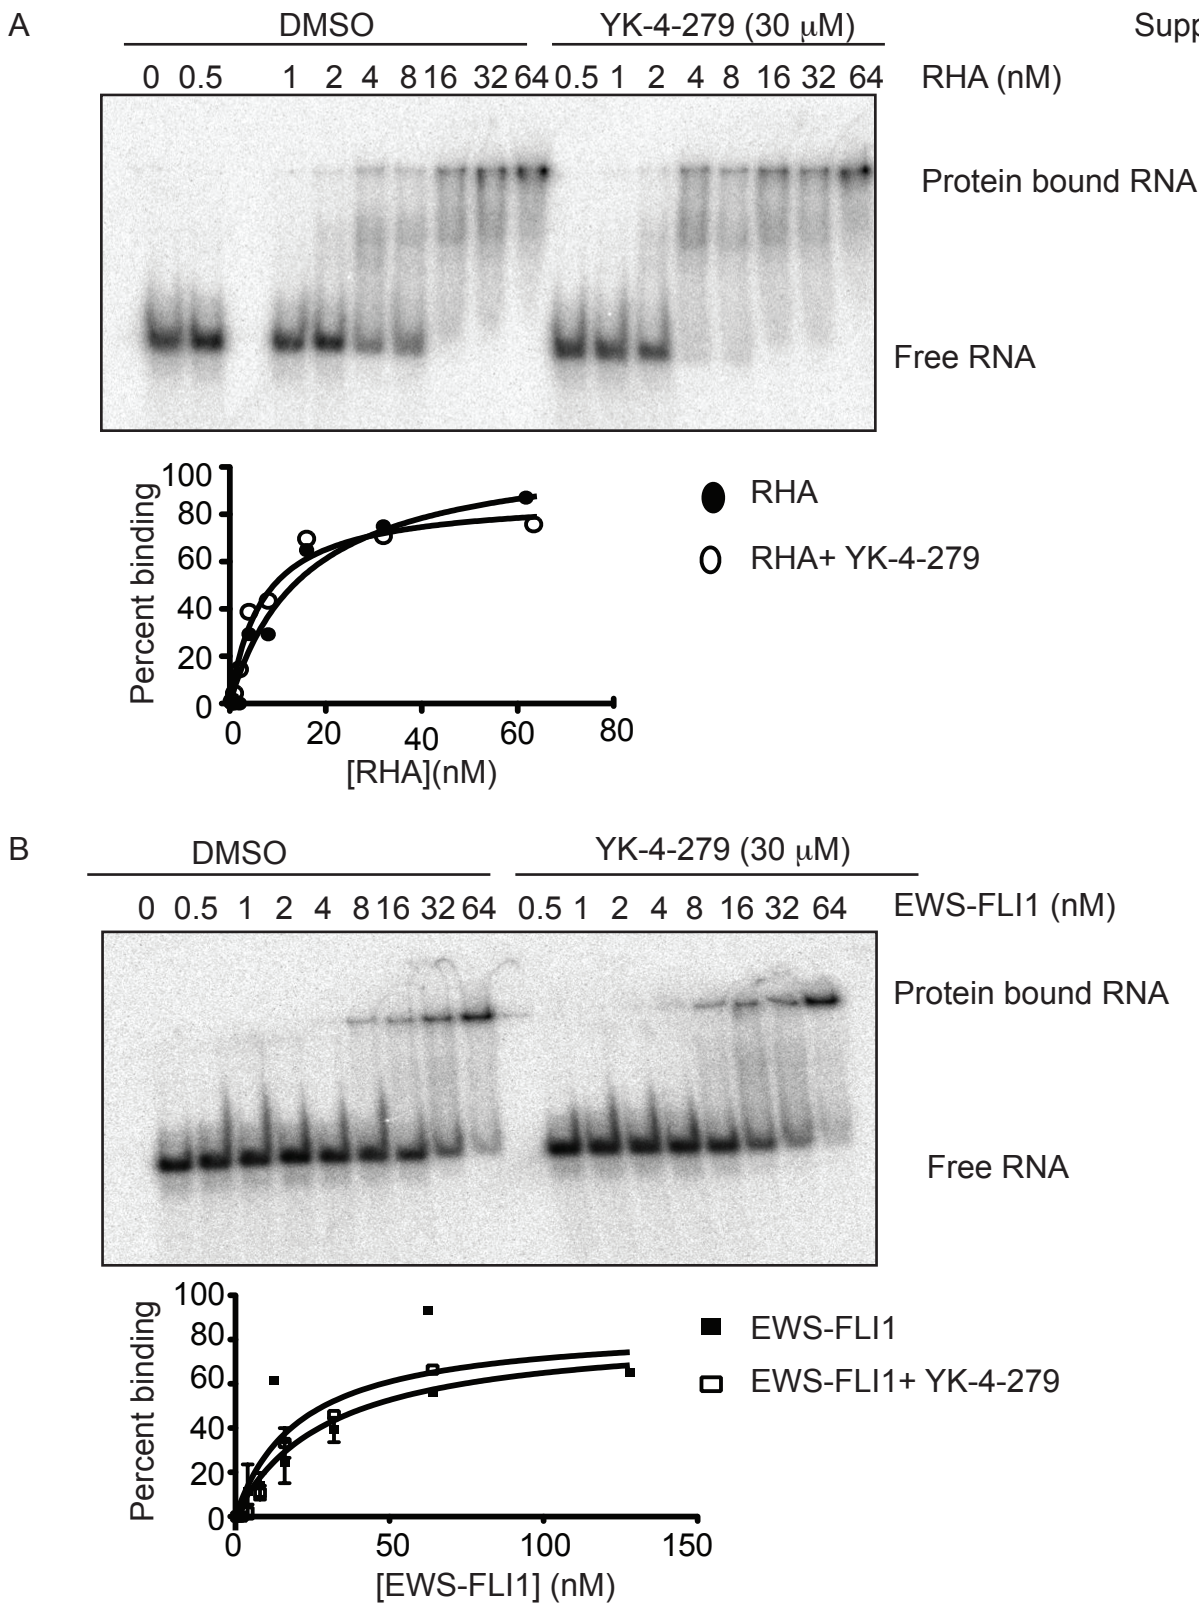 A DMSO YK-4-279 (30 μM) Supp
0 0.5 1 2 4 8 16 32 64 0.5 1 2 4 8 16 32 64 RHA (nM)
Protein bound RNA
Free RNA
100
80
60
40
20
0
Percent binding
0 20 40 60 80
[RHA](nM)
RHA
RHA+ YK-4-279
B DMSO YK-4-279 (30 μM)
0 0.5 1 2 4 8 16 32 64 0.5 1 2 4 8 16 32 64 EWS-FLI1 (nM)
Protein bound RNA
Free RNA
100
80
60
40
20
0
Percent binding
0 50 100 150
[EWS-FLI1] (nM)
EWS-FLI1
EWS-FLI1+ YK-4-279